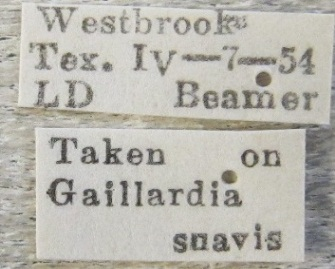 Westbrook
Tex. IV-7-54
LD Beamer
Taken on
Gaillardia
suavis